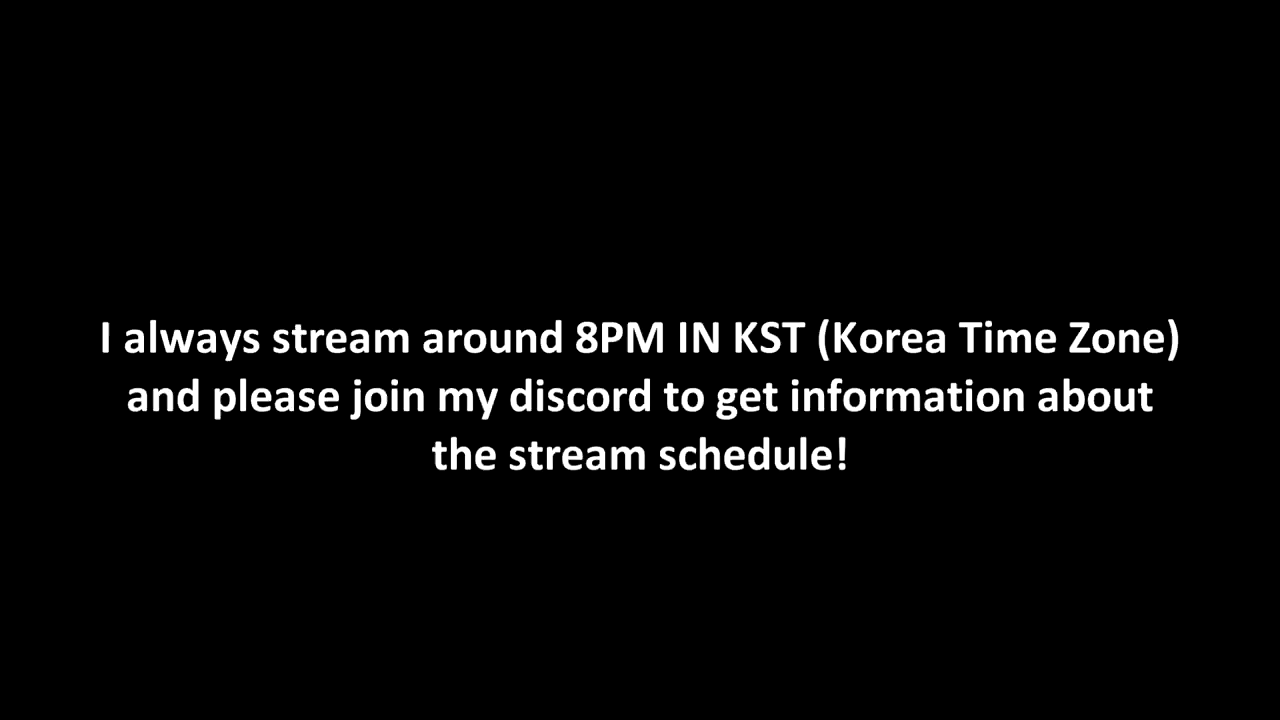 I always stream around 8PM IN KST (Korea Time Zone)
and please join my discord to get information about
the stream schedule!